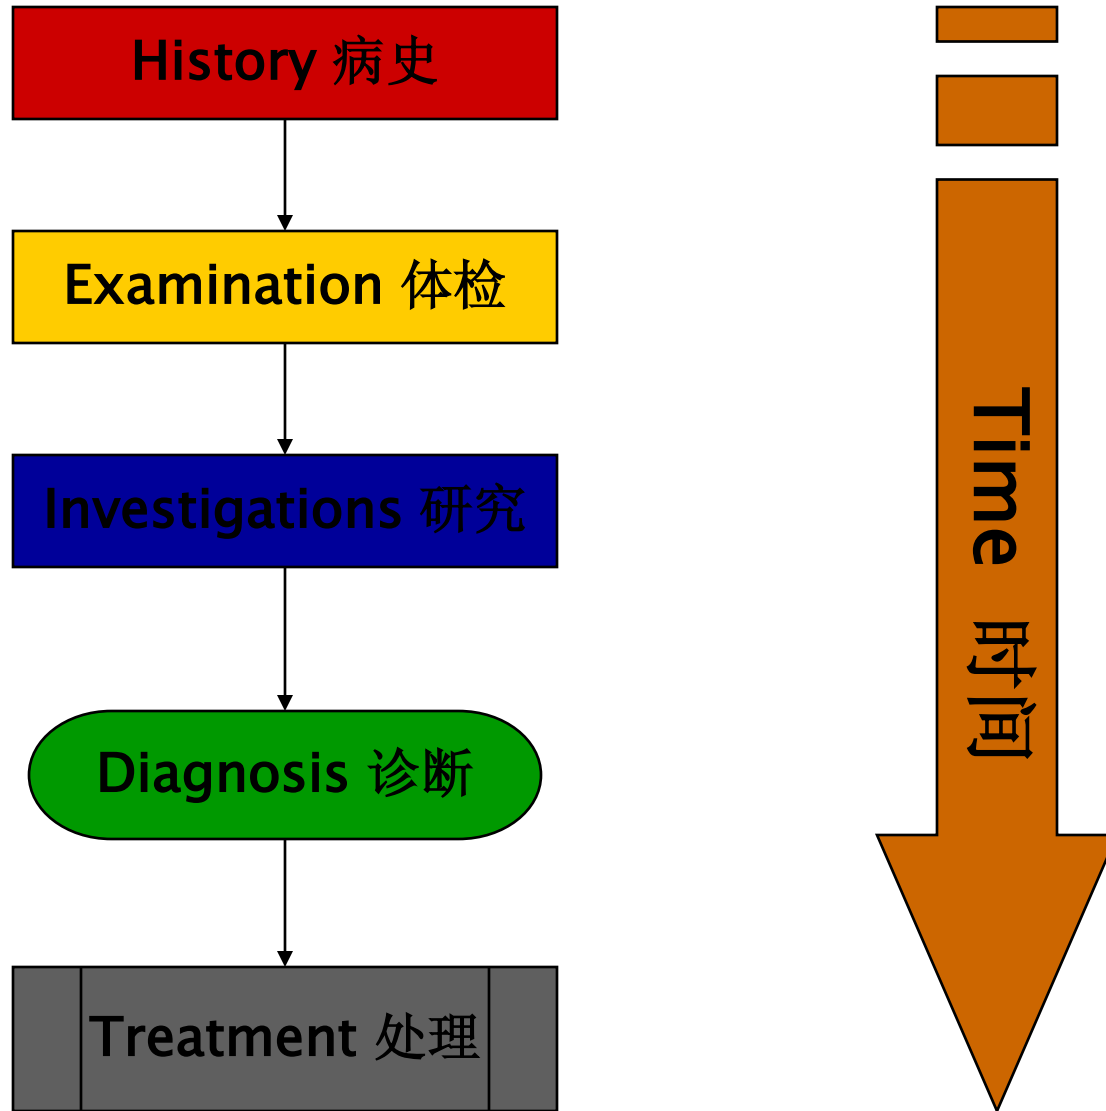 History 病史
Examination 体检
Investigations 研究
Diagnosis 诊断
Treatment 处理
Time 时间